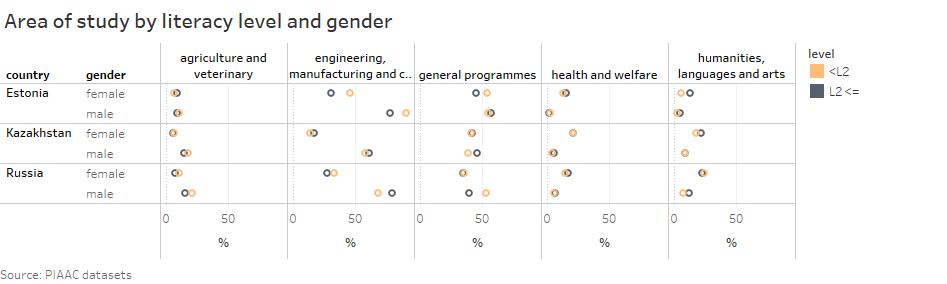 Area of study by literacy level and gender
country gender agriculture and veterinary engineering, manufacturing and c.. general programmes health and welfare humanities, languages and arts
level
<L2
L2 <=
Estonia female
male
Kazakhstan female
male
Russia female
male
0 50 0 50 0 50 0 50 0 50
% % % % %
Source: PIAAC datasets